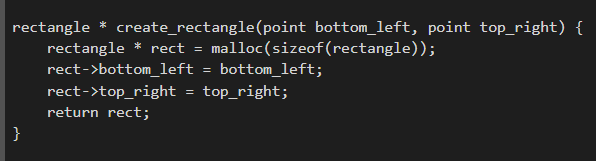 rectangle * create_rectangle(point bottom_left, point top_right) {
    rectangle * rect = malloc(sizeof(rectangle));
    rect->bottom_left = bottom_left;
    rect->top_right = top_right;
    return rect;
}